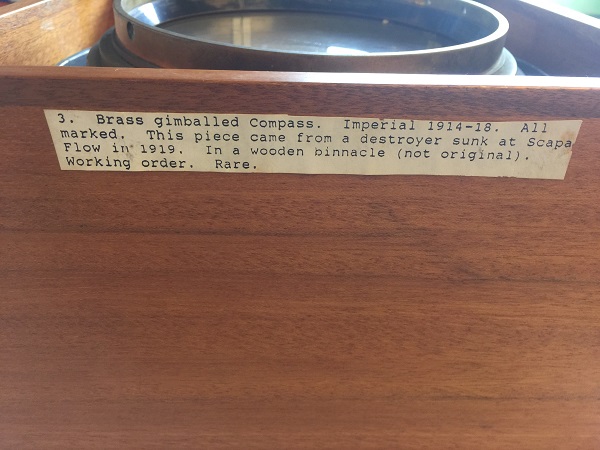 3.  Brass gimballed Compass.  Imperial 1914-18.  All
marked.  This piece came from a destroyer sunk at Scapa
Flow in 1919.  In a wooden binnacle (not original).
Working order.  Rare.